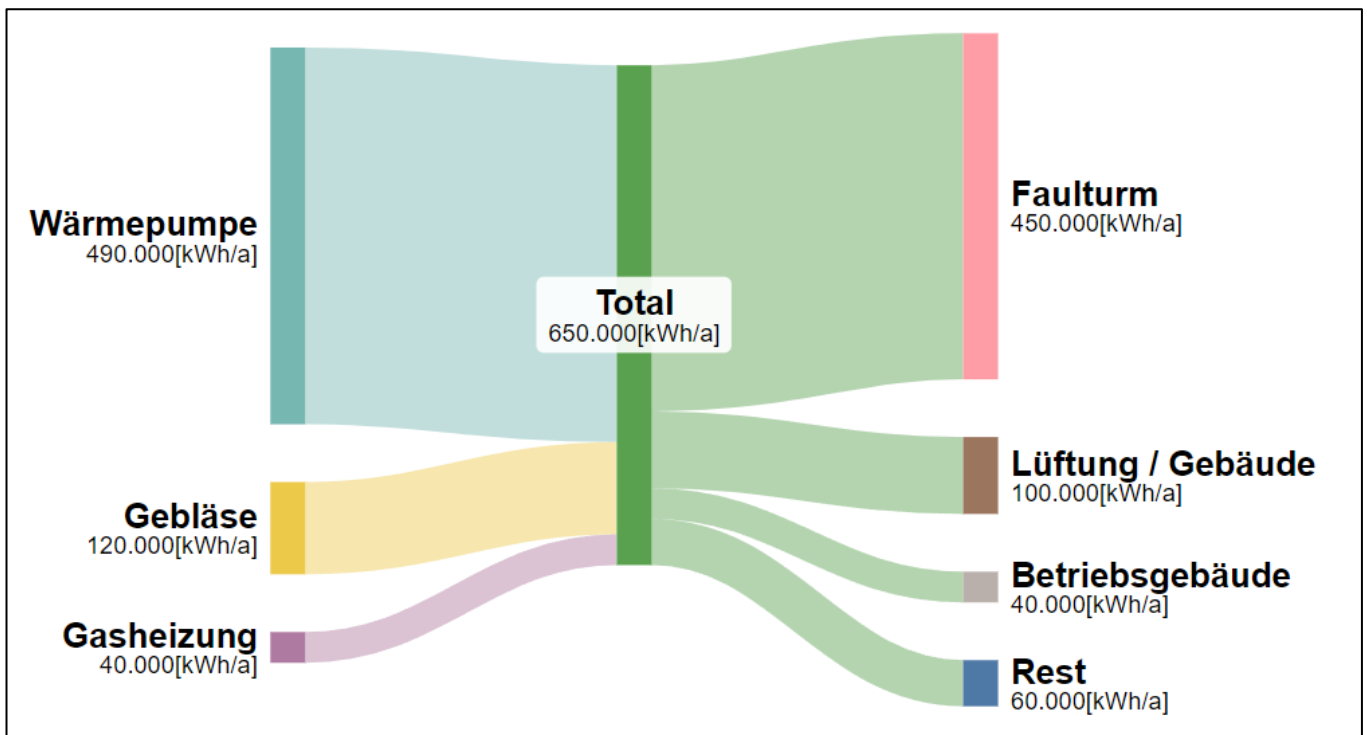 Wärmepumpe
490.000[kWh/a]
Gebläse
120.000[kWh/a]
Gasheizung
40.000[kWh/a]
Total
650.000[kWh/a]
Faulturm
450.000[kWh/a]
Lüftung / Gebäude
100.000[kWh/a]
Betriebsgebäude
40.000[kWh/a]
Rest
60.000[kWh/a]